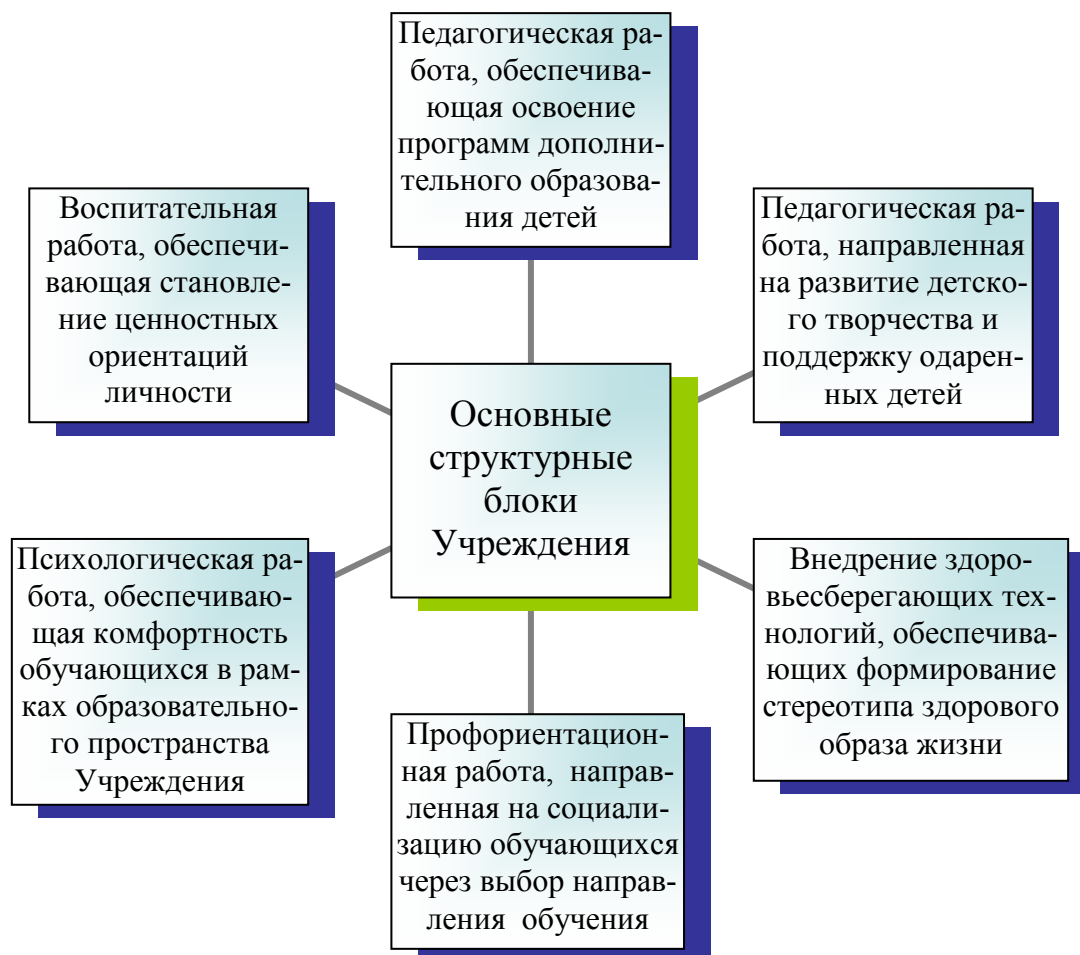 Педагогическая ра-
бота, обеспечива-
ющая освоение
программ дополни-
тельного образова-
ния детей
Воспитательная
работа, обеспечи-
вающая становле-
ние ценностных
ориентаций
личности
Педагогическая ра-
бота, направленная
на развитие детско-
го творчества и
поддержку одарен-
ных детей
Основные
структурные
блоки
Учреждения
Психологическая ра-
бота, обеспечиваю-
щая комфортность
обучающихся в рам-
ках образовательно-
го пространства
Учреждения
Внедрение здоро-
вьесберегающих тех-
нологий, обеспечива-
ющих формирование
стереотипа здорового
образа жизни
Профориентацион-
ная работа,  направ-
ленная на социали-
зацию обучающихся
через выбор направ-
ления  обучения